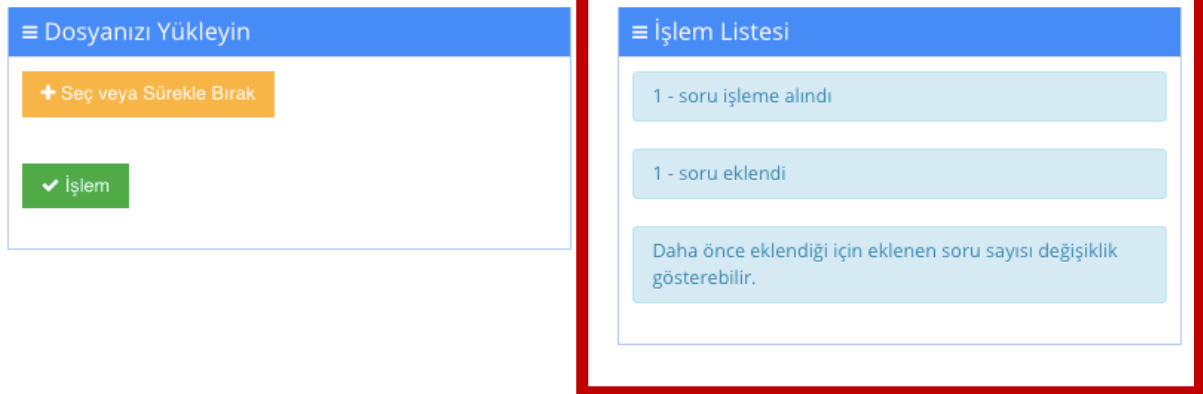 Dosyanızı Yükleyin
Seç veya Sürekle Bırak
İşlem
İşlem Listesi
1 - soru işleme alındı
1 - soru eklendi
Daha önce eklendiği için eklenen soru sayısı değişiklik
gösterebilir.